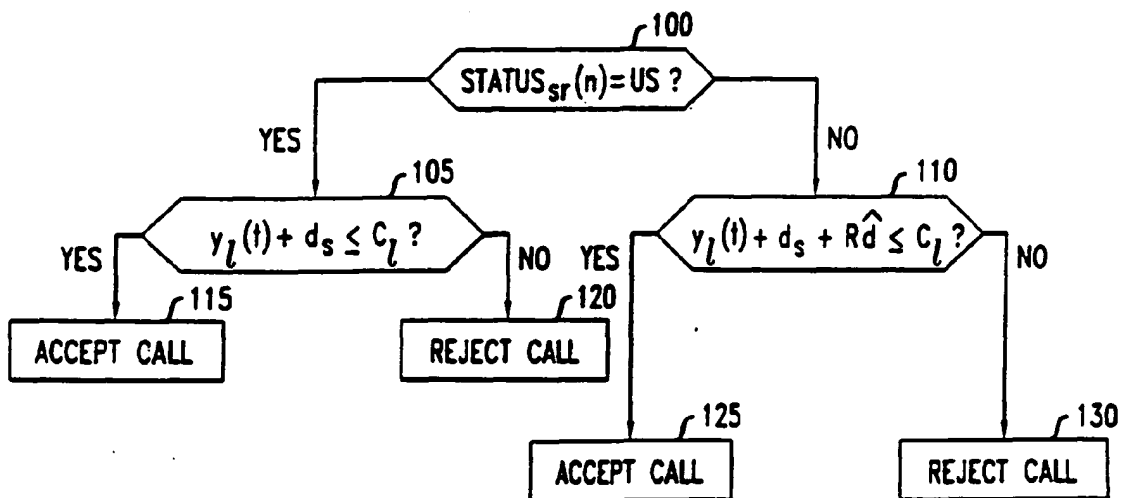 100
STATUS_sr(n)=US ?
YES
NO
105
110
y_l(t) + d_s ≤ C_l ?
y_l(t) + d_s + Rd̂ ≤ C_l ?
YES
NO
YES
NO
115
120
ACCEPT CALL
REJECT CALL
125
130
ACCEPT CALL
REJECT CALL